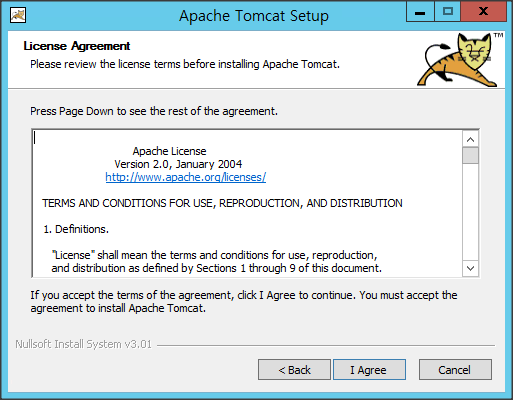 Apache Tomcat Setup
License Agreement
Please review the license terms before installing Apache Tomcat.
TM
Press Page Down to see the rest of the agreement.
Apache License
Version 2.0, January 2004
http://www.apache.org/licenses/
TERMS AND CONDITIONS FOR USE, REPRODUCTION, AND DISTRIBUTION
1. Definitions.
"License" shall mean the terms and conditions for use, reproduction,
and distribution as defined by Sections 1 through 9 of this document.
If you accept the terms of the agreement, click I Agree to continue. You must accept the
agreement to install Apache Tomcat.
Nullsoft Install System v3.01
< Back I Agree Cancel